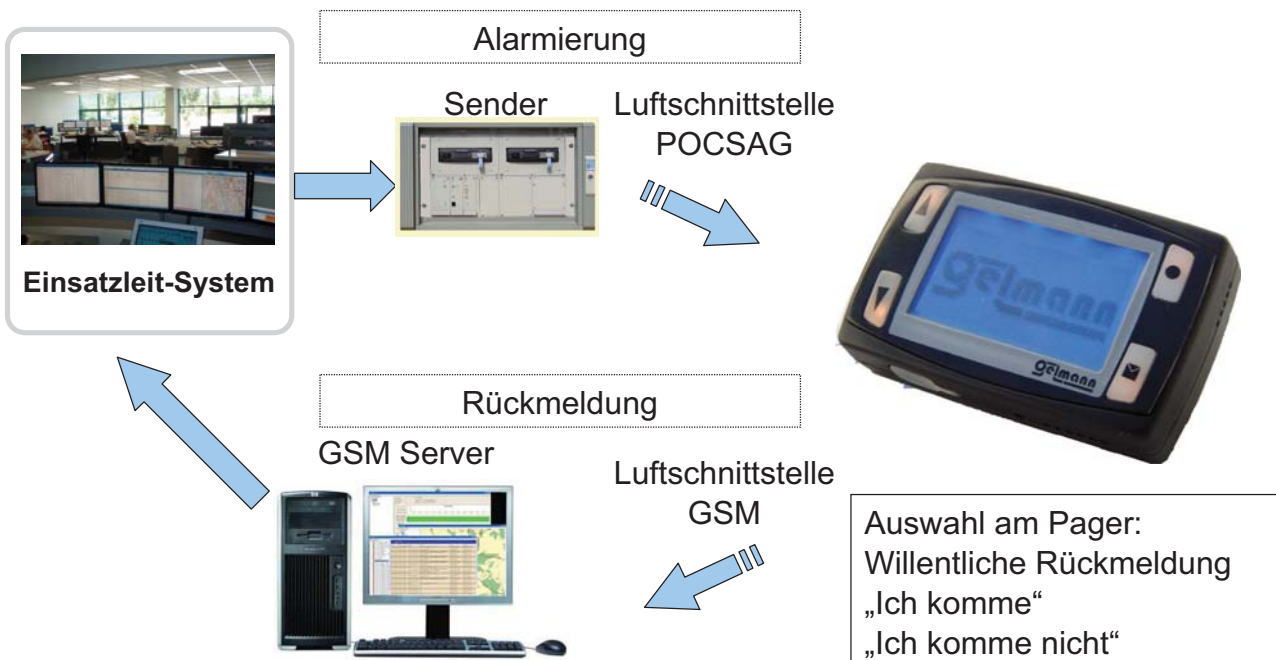 Alarmierung
Sender
Luftschnittstelle
POCSAG
Einsatzleit-System
gelmann
gelmann
Rückmeldung
GSM Server
Luftschnittstelle
GSM
Auswahl am Pager:
Willentliche Rückmeldung
„Ich komme“
„Ich komme nicht“